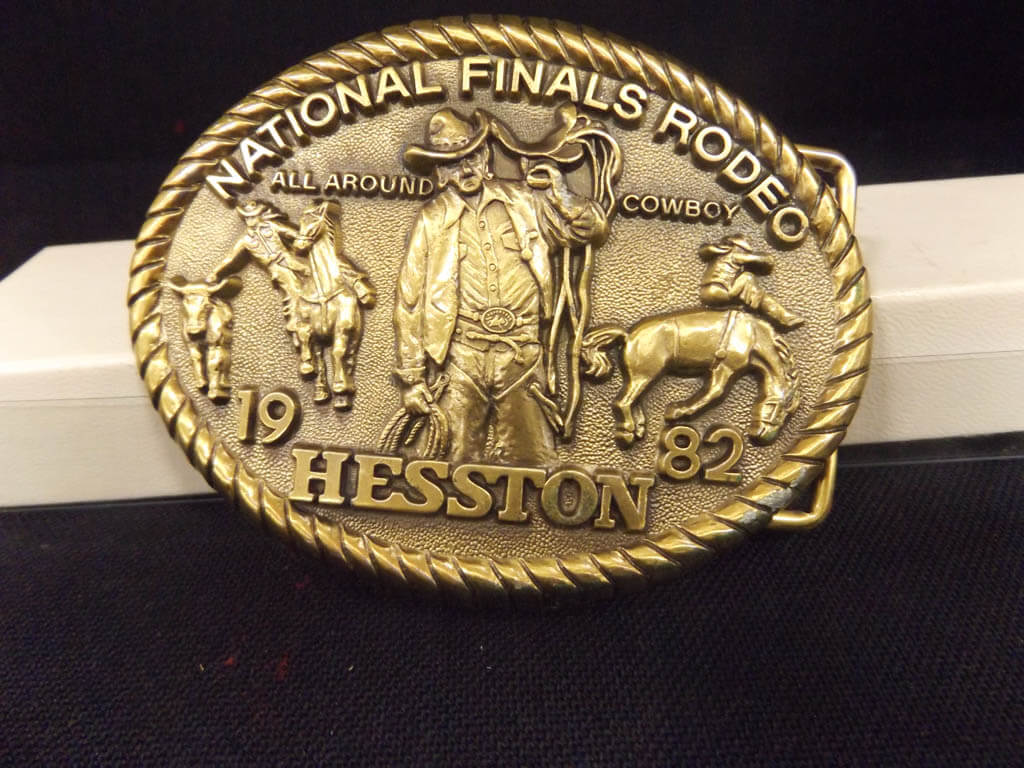 NATIONAL FINALS RODEO
ALL AROUND COWBOY
19 82
HESSTON